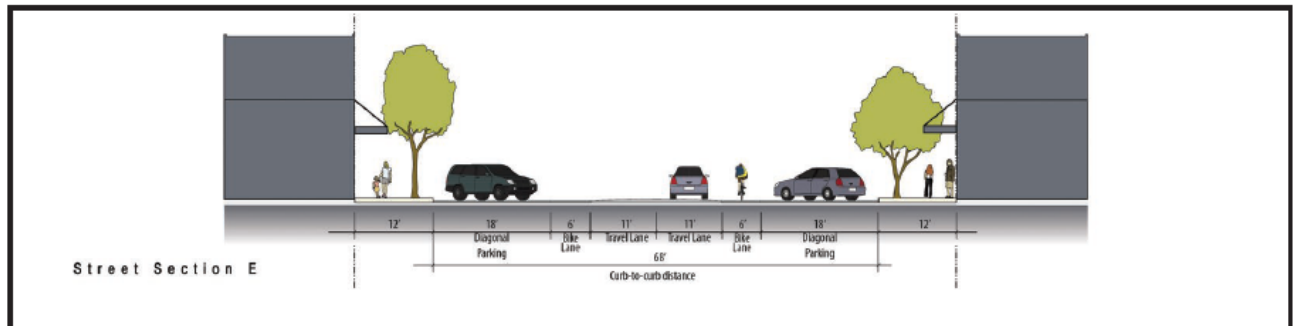 12' 18' 6' 11' 11' 6' 18' 12'
Diagonal Bike Travel Lane Travel Lane Bike Diagonal
Parking Lane Lane Parking
68'
Curb-to-curb distance
Street Section E